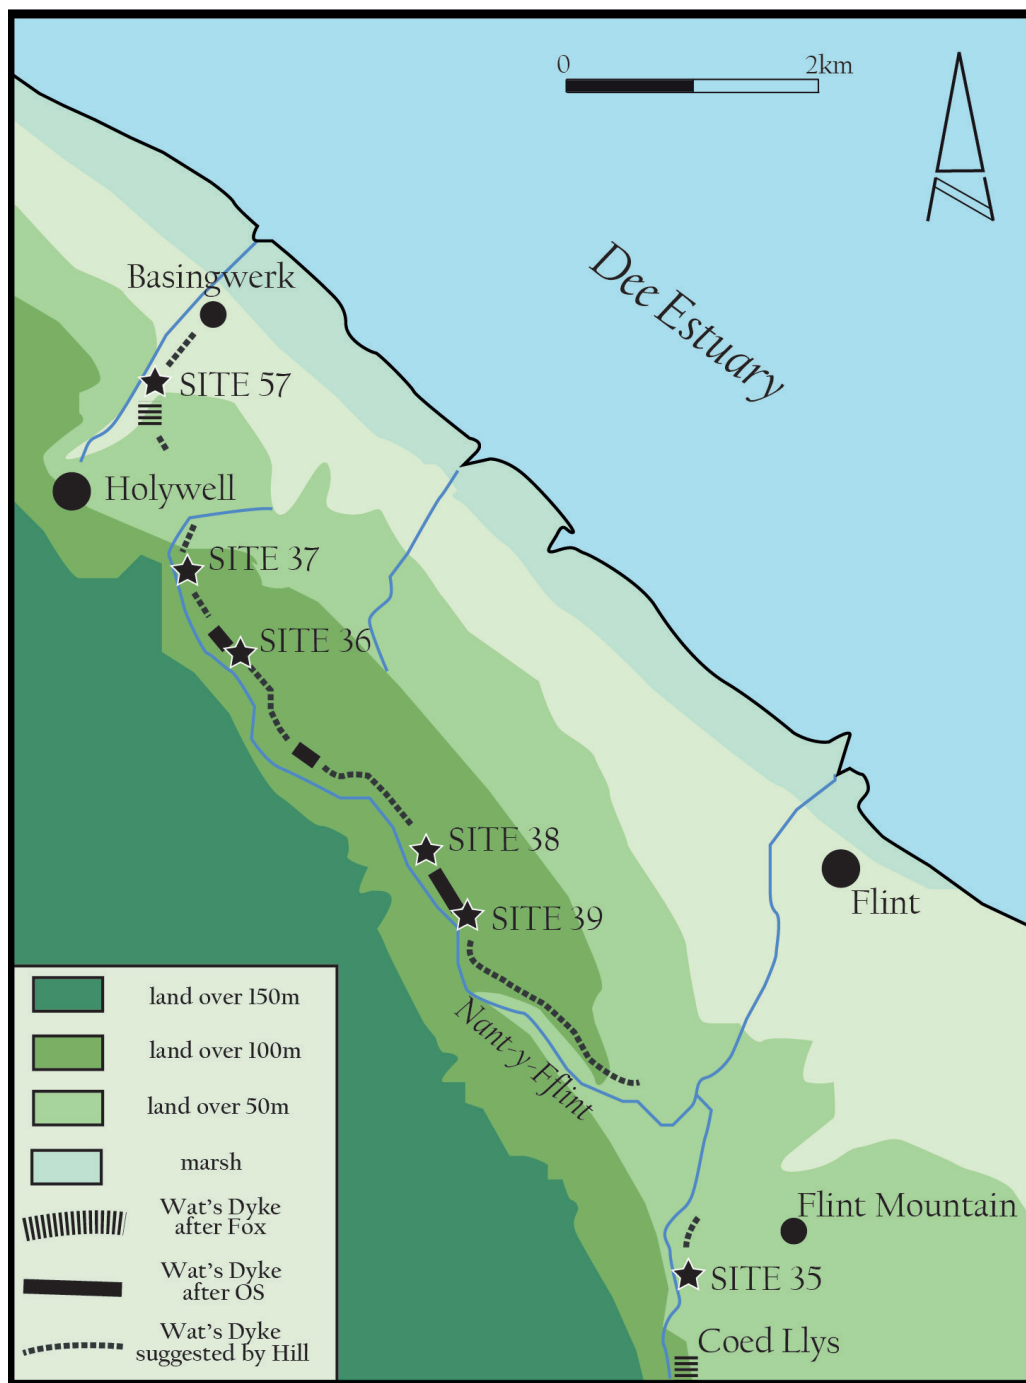 0 2km
Dee Estuary
Basingwerk
SITE 57
Holywell
SITE 37
SITE 36
SITE 38
Flint
SITE 39
Nant-y-Fflint
Flint Mountain
SITE 35
Coed Llys
land over 150m
land over 100m
land over 50m
marsh
Wat's Dyke
after Fox
Wat's Dyke
after OS
Wat's Dyke
suggested by Hill